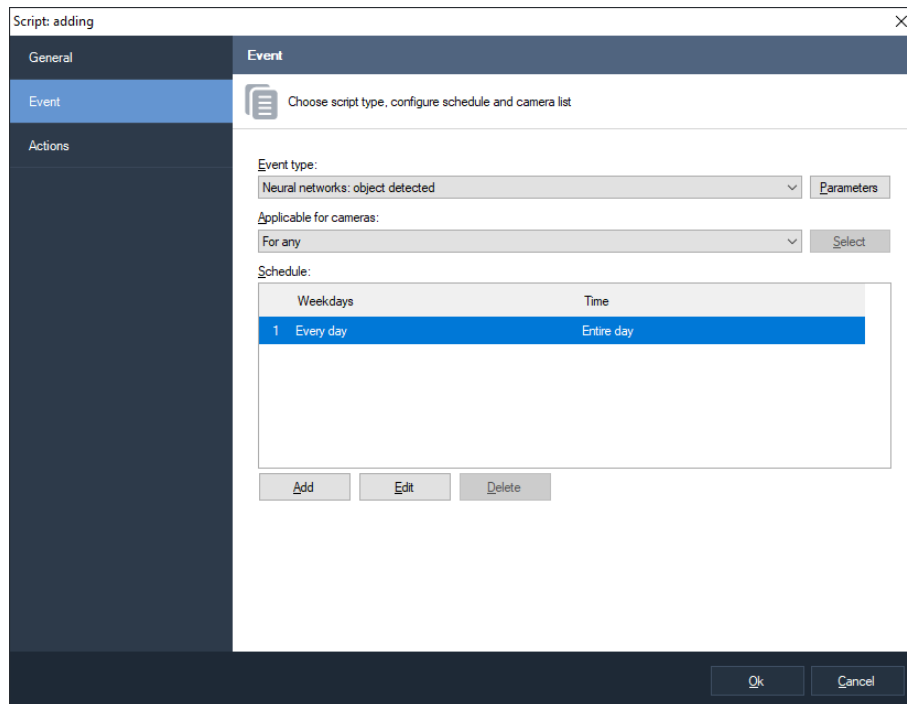 Script: adding
General
Event
Actions
Event
Choose script type, configure schedule and camera list
Event type:
Neural networks: object detected
Parameters
Applicable for cameras:
For any
Select
Schedule:
Weekdays Time
1 Every day Entire day
Add Edit Delete
Ok Cancel